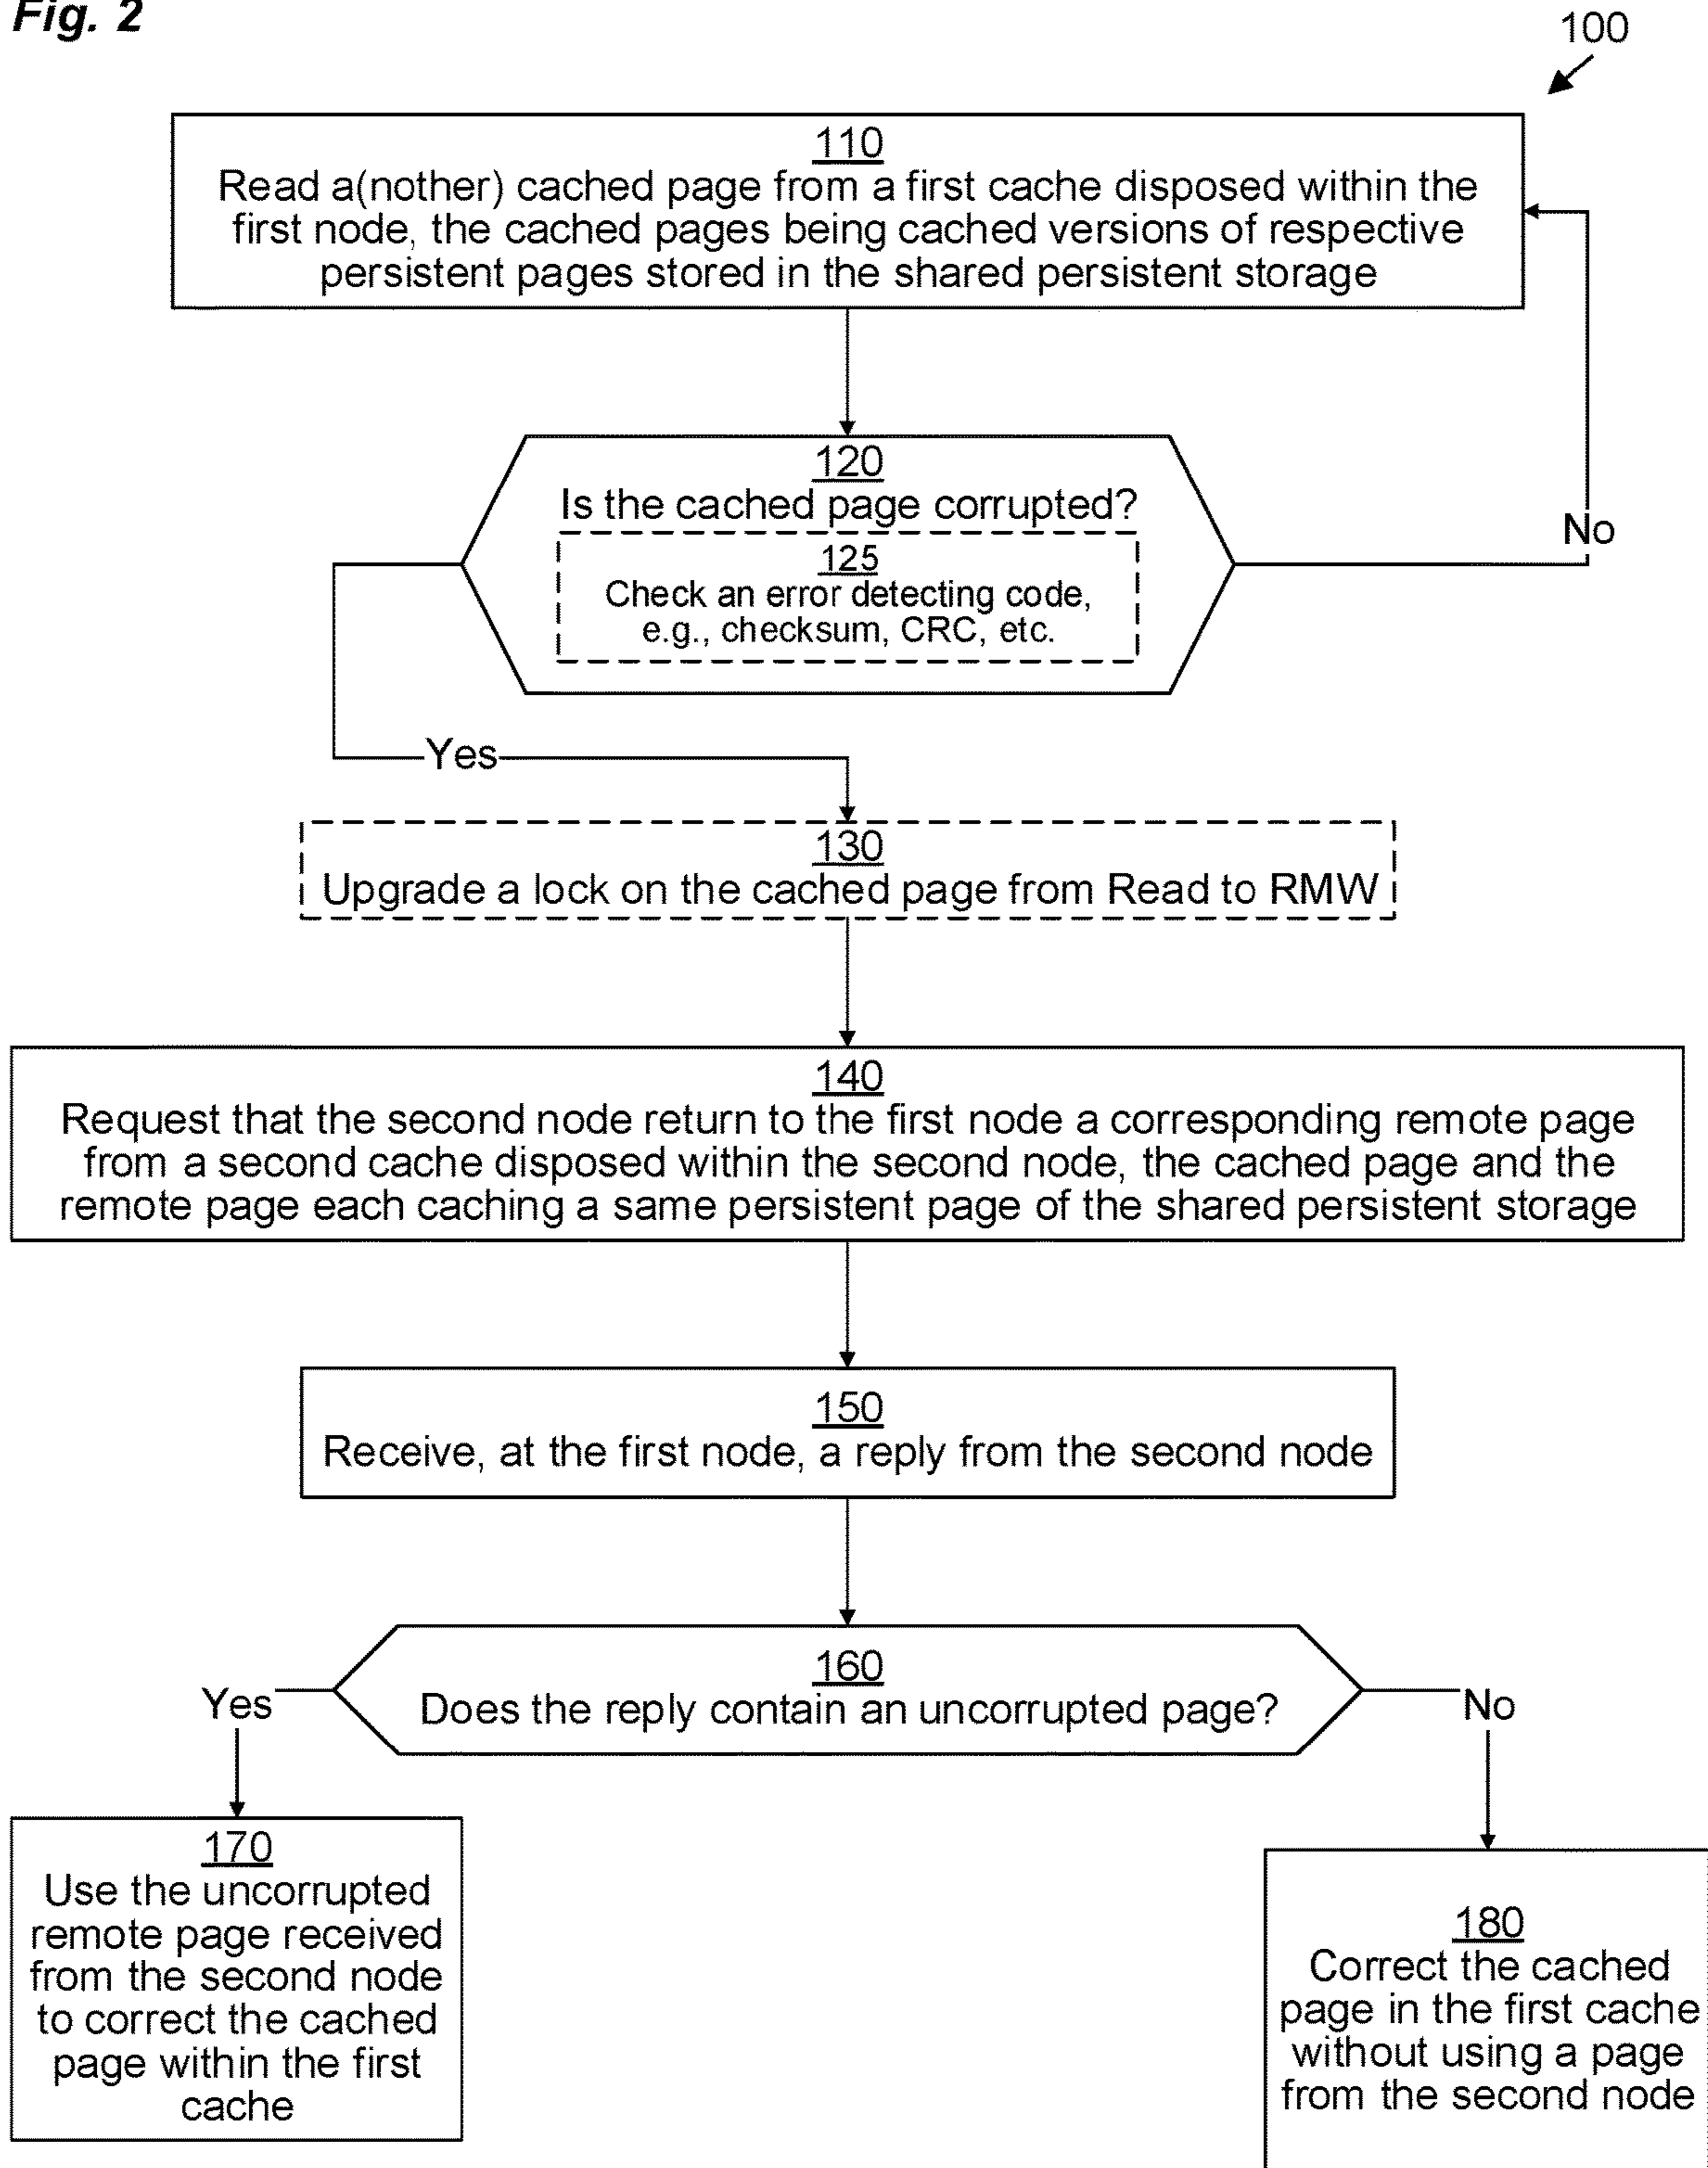 Fig. 2
100
110
Read a(nother) cached page from a first cache disposed within the
first node, the cached pages being cached versions of respective
persistent pages stored in the shared persistent storage
120
Is the cached page corrupted?
125
Check an error detecting code,
e.g., checksum, CRC, etc.
No
Yes
130
Upgrade a lock on the cached page from Read to RMW
140
Request that the second node return to the first node a corresponding remote page
from a second cache disposed within the second node, the cached page and the
remote page each caching a same persistent page of the shared persistent storage
150
Receive, at the first node, a reply from the second node
160
Does the reply contain an uncorrupted page?
Yes
No
170
Use the uncorrupted
remote page received
from the second node
to correct the cached
page within the first
cache
180
Correct the cached
page in the first cache
without using a page
from the second node